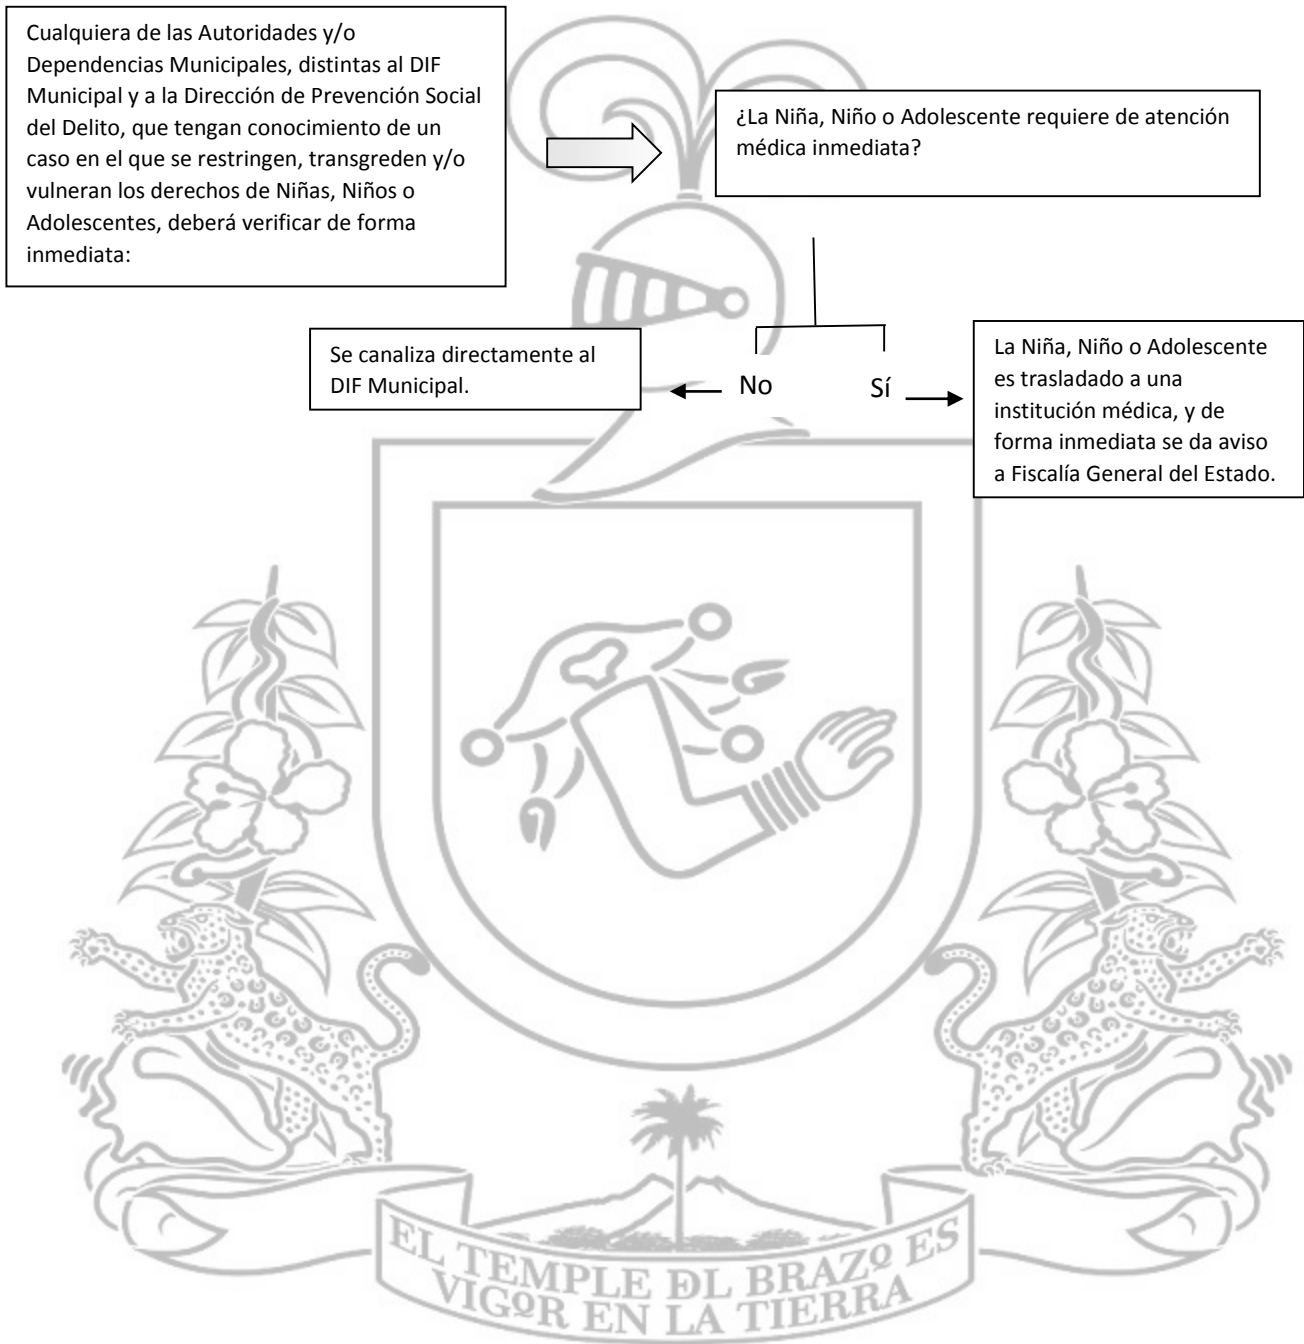 Cualquiera de las Autoridades y/o
Dependencias Municipales, distintas al DIF
Municipal y a la Dirección de Prevención Social
del Delito, que tengan conocimiento de un
caso en el que se restringen, transgreden y/o
vulneran los derechos de Niñas, Niños o
Adolescentes, deberá verificar de forma
inmediata:
¿La Niña, Niño o Adolescente requiere de atención
médica inmediata?
Se canaliza directamente al
DIF Municipal.
No
Sí
La Niña, Niño o Adolescente
es trasladado a una
institución médica, y de
forma inmediata se da aviso
a Fiscalía General del Estado.
EL TEMPLE DL BRAZO ES
VIGOR EN LA TIERRA